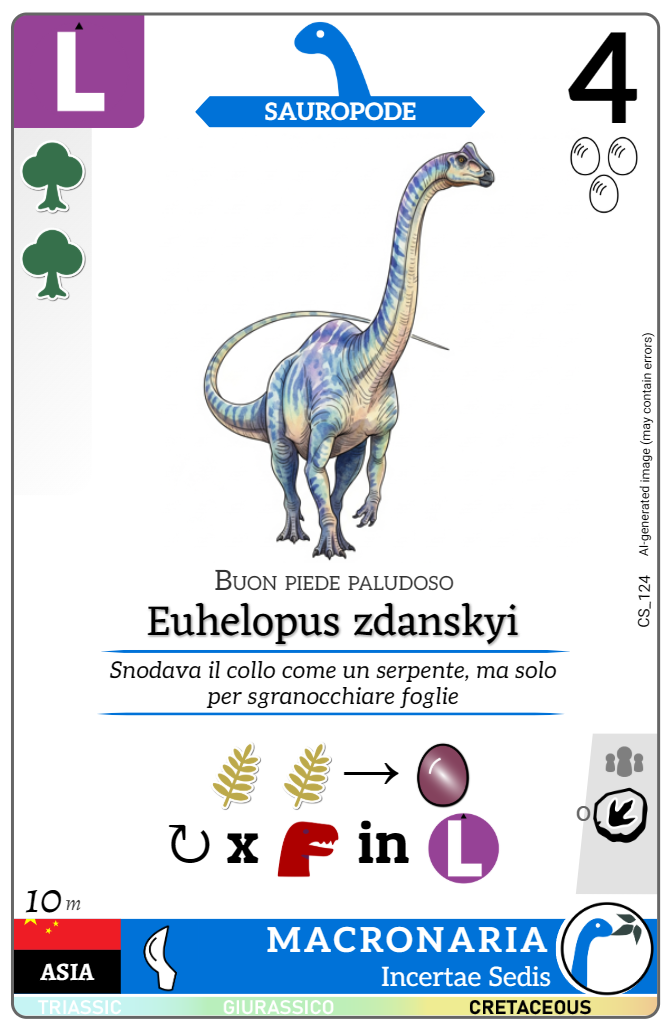 L
SAUROPODE
4
AI-generated image (may contain errors)
CS_124
BUON PIEDE PALUDOSO
Euhelopus zdanskyi
Snodava il collo come un serpente, ma solo
per sgranocchiare foglie
x in L
O
10 m
ASIA
MACRONARIA
Incertae Sedis
TRIASSIC GIURASSICO CRETACEOUS